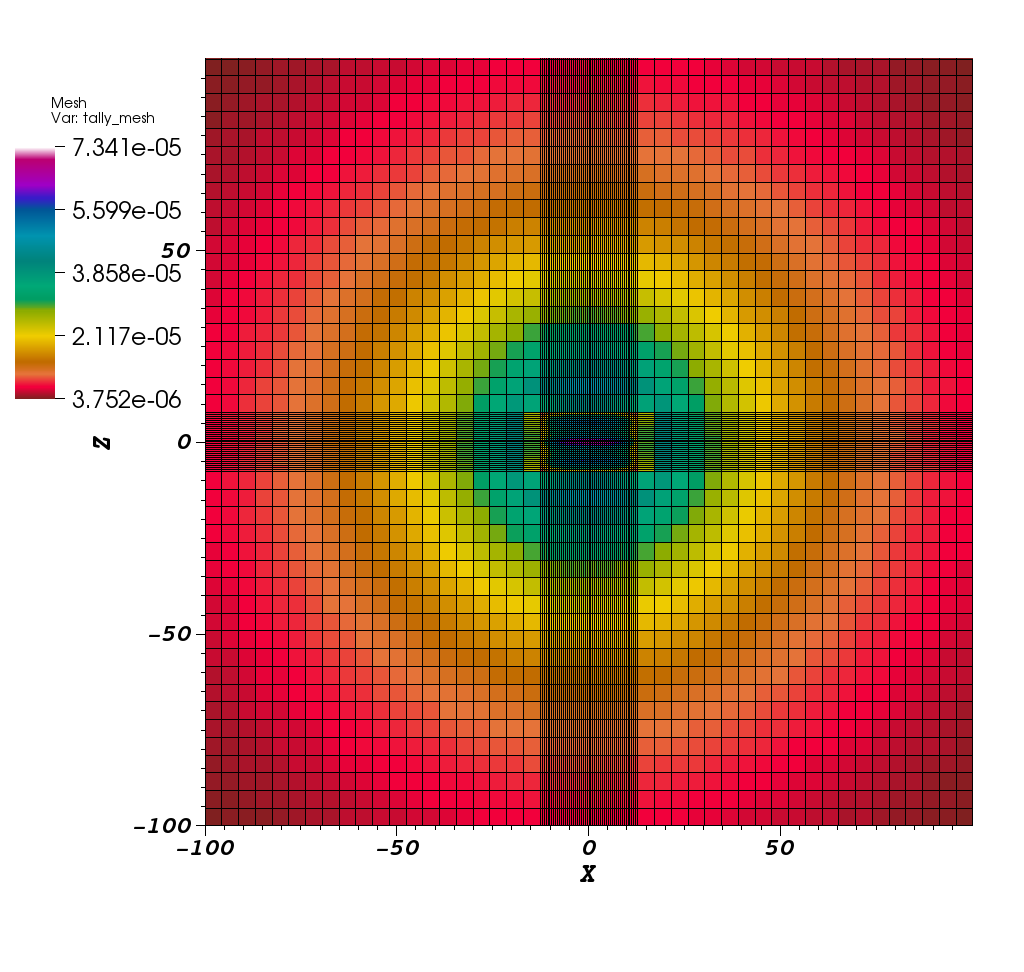 Mesh
Var: tally_mesh
7.341e-05
5.599e-05
3.858e-05
2.117e-05
3.752e-06
50
0
-50
-100
Z
-100
-50
0
50
X